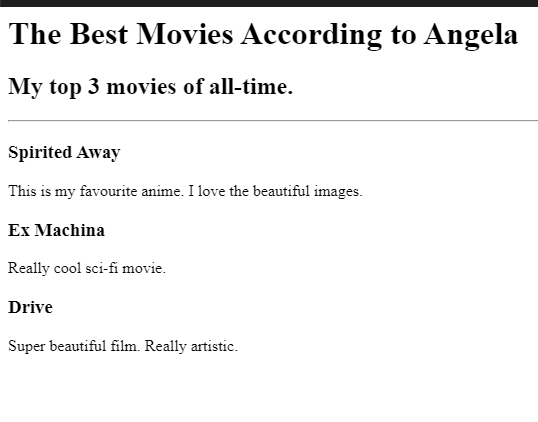 The Best Movies According to Angela
My top 3 movies of all-time.
Spirited Away
This is my favourite anime. I love the beautiful images.
Ex Machina
Really cool sci-fi movie.
Drive
Super beautiful film. Really artistic.